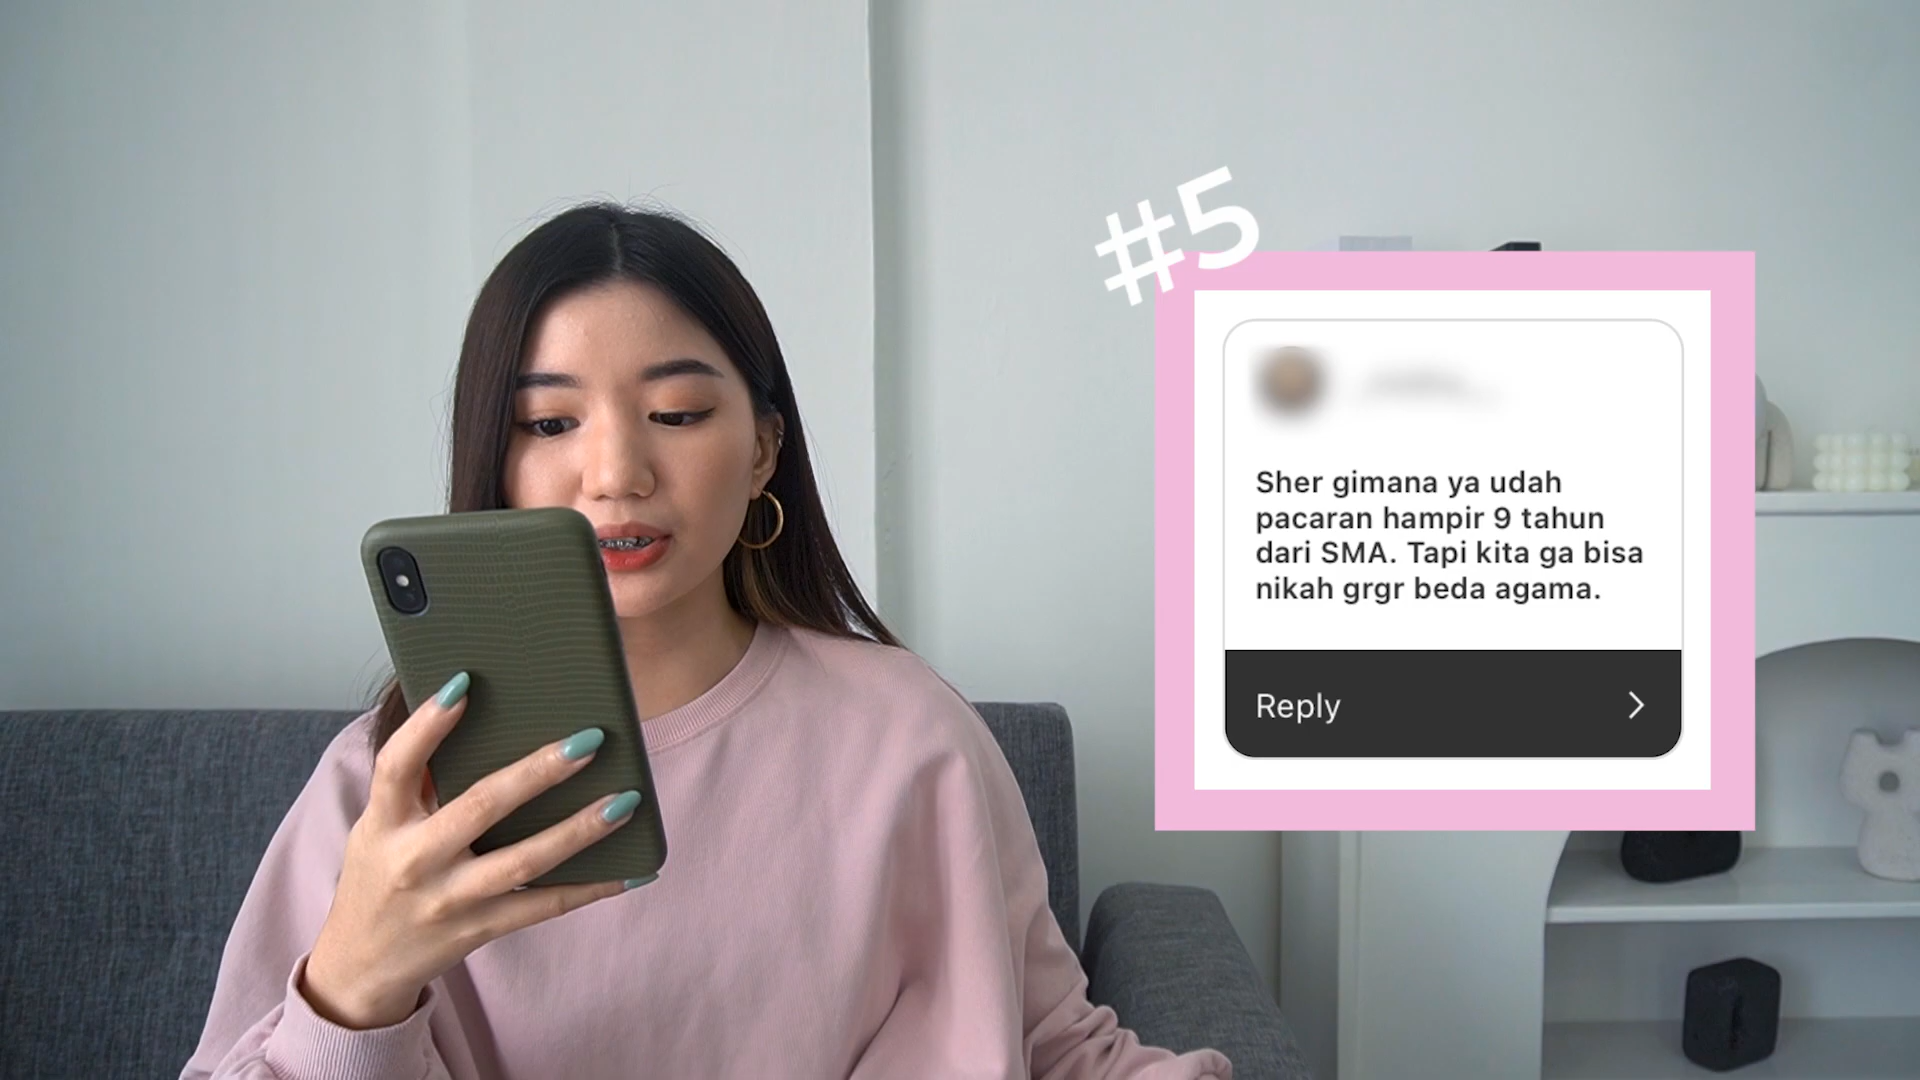 #5
Sher gimana ya udah
pacaran hampir 9 tahun
dari SMA. Tapi kita ga bisa
nikah grgr beda agama.
Reply